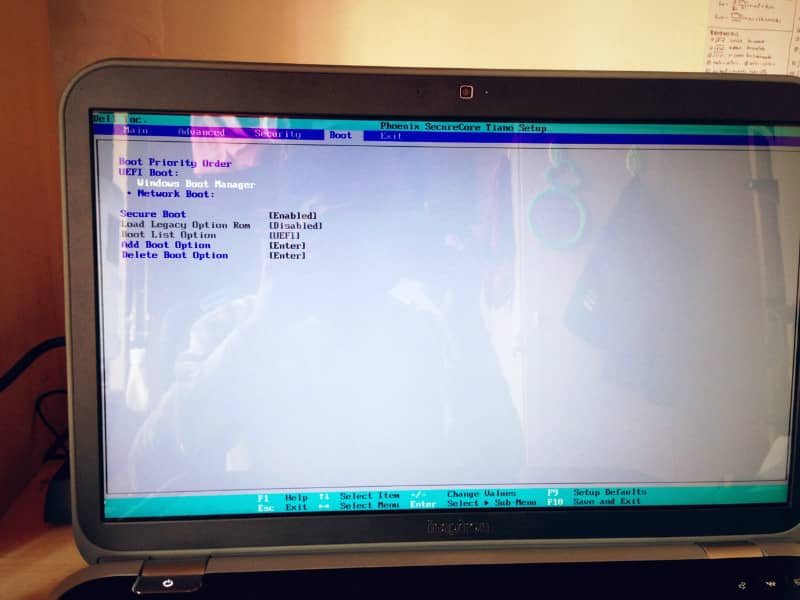 Dell Inc.
Phoenix SecureCore Tiano Setup
Main Advanced Security Boot Exit
Boot Priority Order
UEFI Boot:
Windows Boot Manager
• Network Boot:
Secure Boot [Enabled]
Load Legacy Option Rom [Disabled]
Boot List Option [UEFI]
Add Boot Option [Enter]
Delete Boot Option [Enter]
F1 Help ↑↓ Select Item -/- Change Values F9 Setup Defaults
Esc Exit ←→ Select Menu Enter Select ▶ Sub-Menu F10 Save and Exit
Inspiron